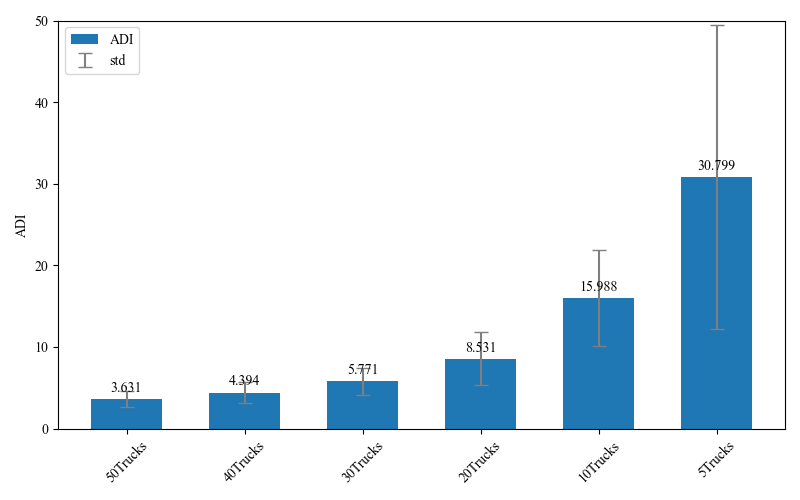 50
ADI
std
40
30
20
10
0
ADI
3.631
4.394
5.771
8.531
15.988
30.799
50Trucks
40Trucks
30Trucks
20Trucks
10Trucks
5Trucks